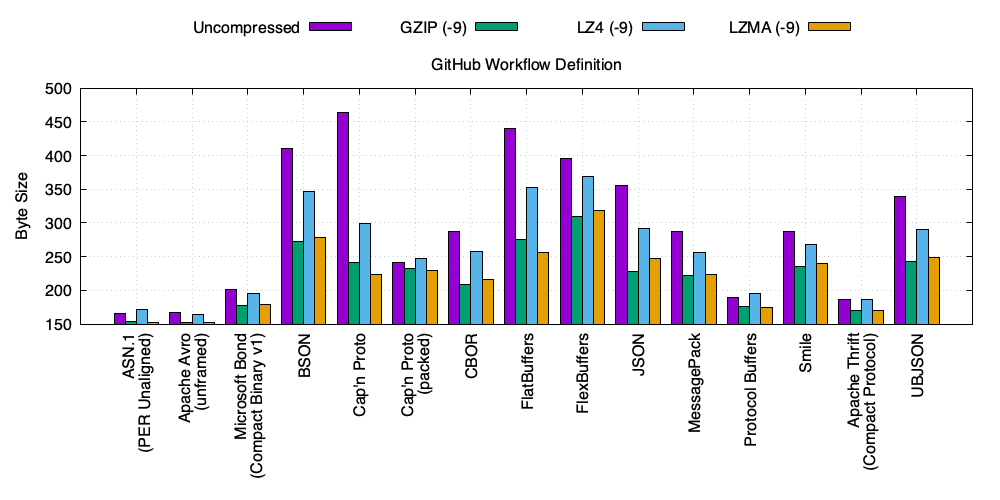 Uncompressed GZIP (-9) LZ4 (-9) LZMA (-9)
GitHub Workflow Definition
Byte Size
500
450
400
350
300
250
200
150
ASN.1
(PER Unaligned)
Apache Avro
(unframed)
Microsoft Bond
(Compact Binary v1)
BSON
Cap'n Proto
Cap'n Proto
(packed)
CBOR
FlatBuffers
FlexBuffers
JSON
MessagePack
Protocol Buffers
Smile
Apache Thrift
(Compact Protocol)
UBJSON